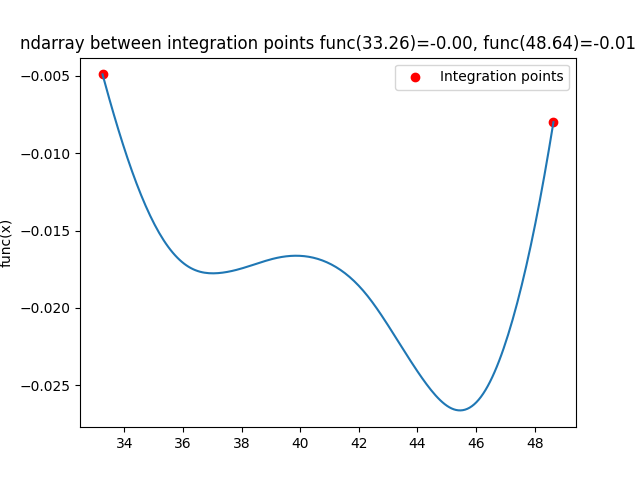 ndarray between integration points func(33.26)=-0.00, func(48.64)=-0.01
Integration points
func(x)
−0.005
−0.010
−0.015
−0.020
−0.025
34 36 38 40 42 44 46 48